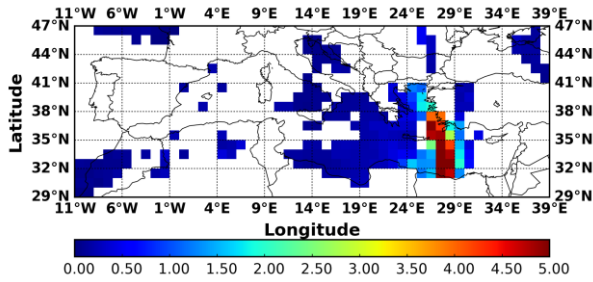 11°W 6°W 1°W 4°E 9°E 14°E 19°E 24°E 29°E 34°E 39°E
47°N 47°N
44°N 44°N
41°N 41°N
38°N 38°N
35°N 35°N
32°N 32°N
29°N 29°N
11°W 6°W 1°W 4°E 9°E 14°E 19°E 24°E 29°E 34°E 39°E
Latitude
Longitude
0.00 0.50 1.00 1.50 2.00 2.50 3.00 3.50 4.00 4.50 5.00